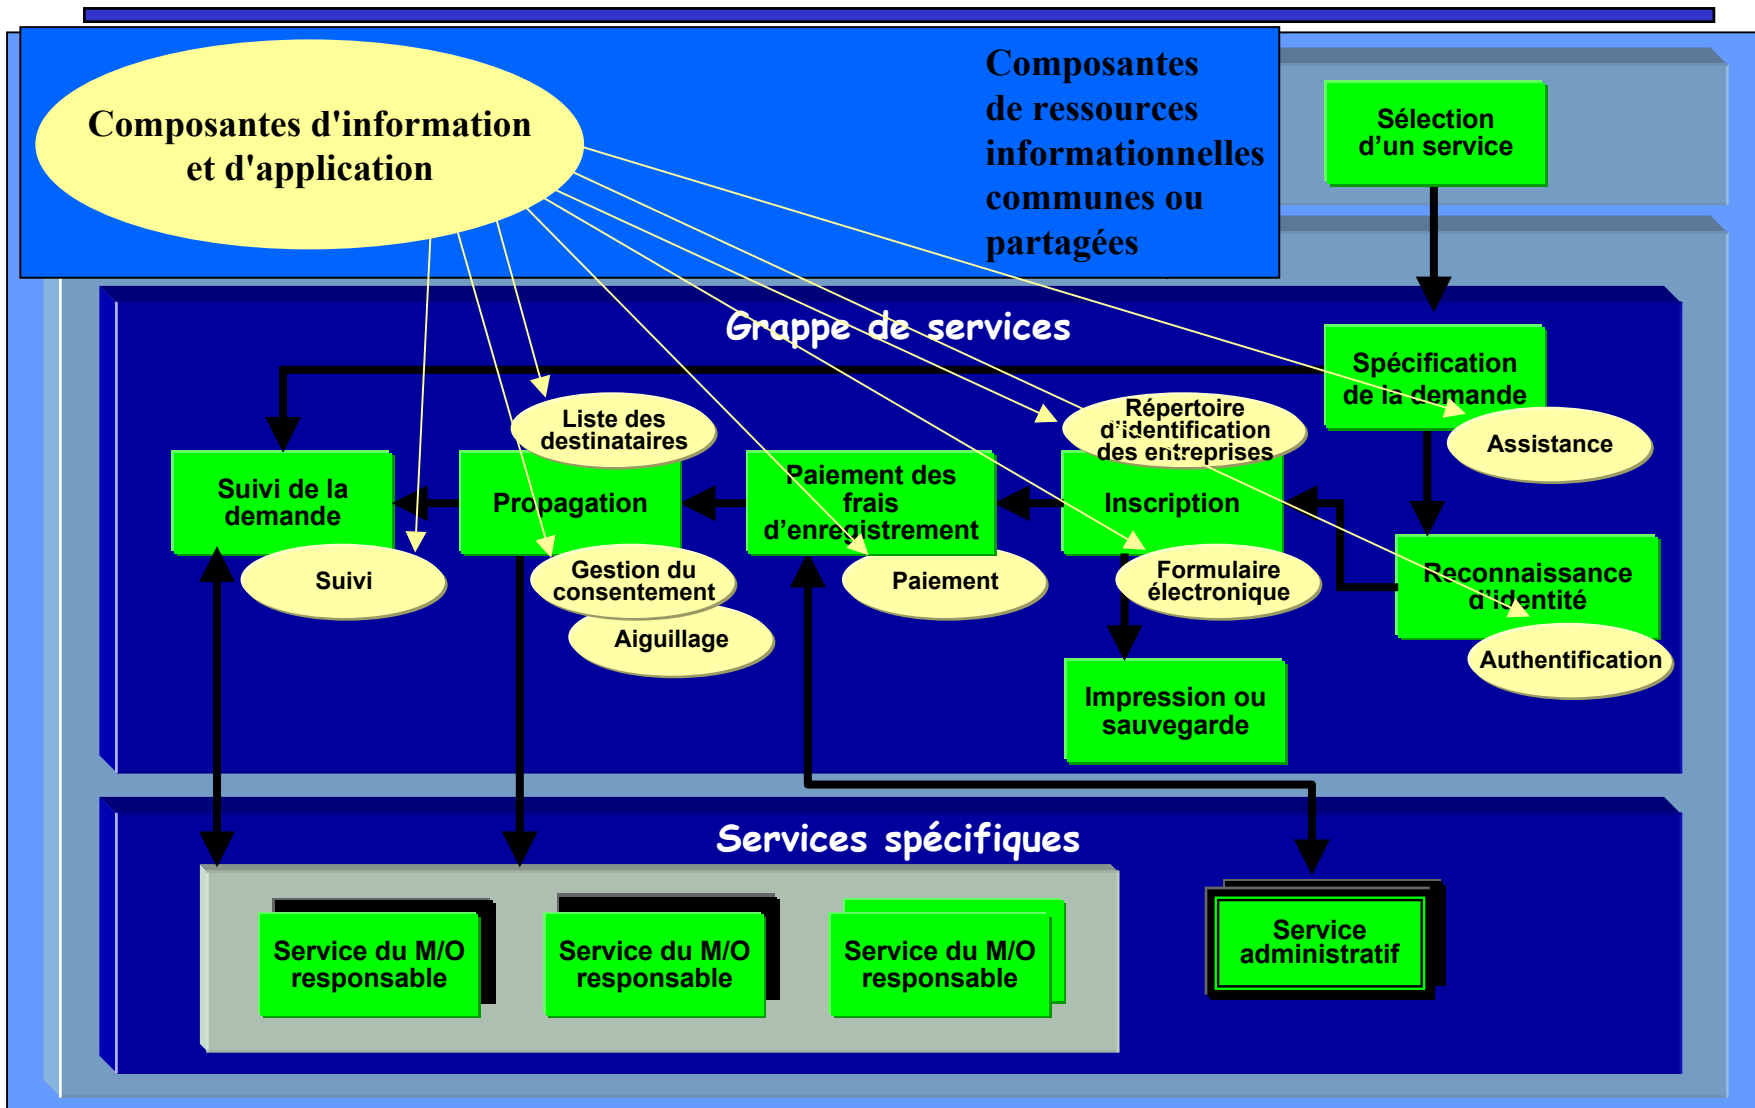 Composantes d'information
et d'application
Composantes
de ressources
informationnelles
communes ou
partagées
Sélection
d’un service
Grappe de services
Spécification
de la demande
Assistance
Liste des
destinataires
Répertoire
d’identification
des entreprises
Suivi de la
demande
Propagation
Paiement des
frais
d’enregistrement
Inscription
Reconnaissance
d’identité
Suivi
Gestion du
consentement
Aiguillage
Paiement
Formulaire
électronique
Authentification
Impression ou
sauvegarde
Services spécifiques
Service du M/O
responsable
Service du M/O
responsable
Service du M/O
responsable
Service
administratif